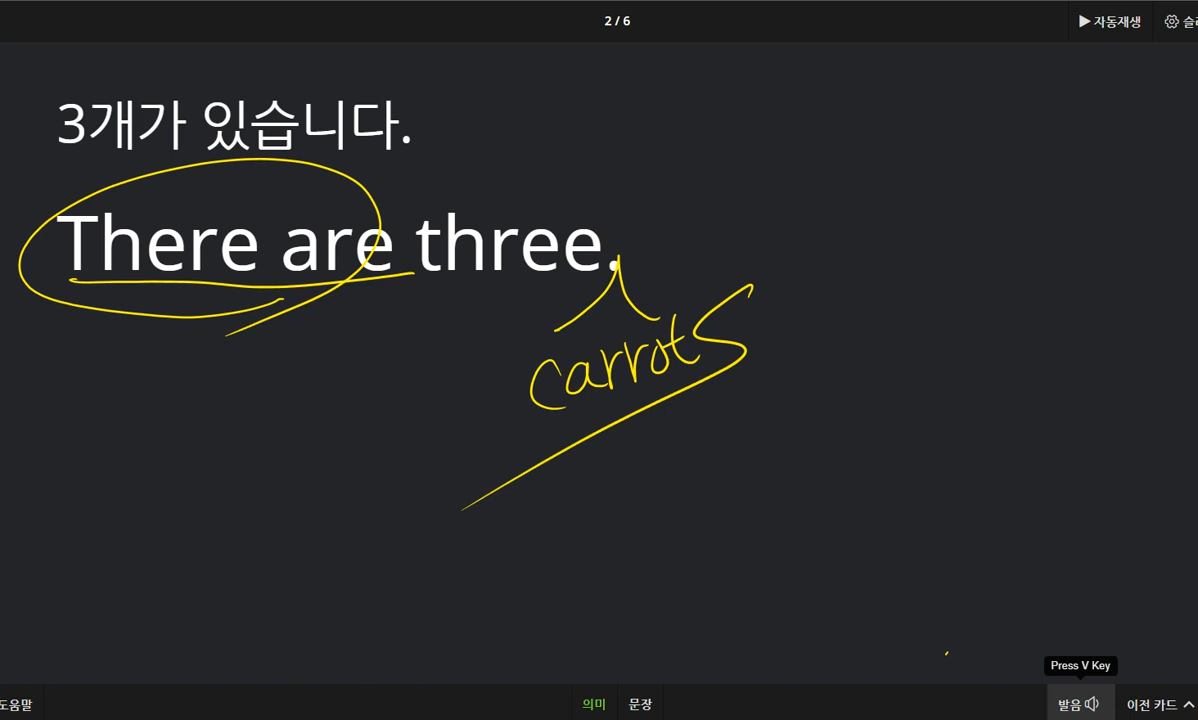 2 / 6
자동재생
3개가 있습니다.
There are three.
carrots
Press V Key
도움말
의미
문장
발음
이전 카드